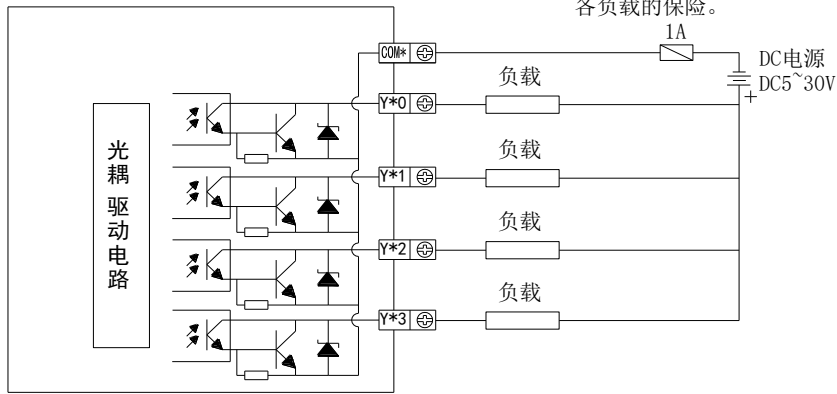 各负载的保险。
1A
COM*
DC电源
DC5~30V
+
负载
Y*0
负载
Y*1
光耦驱动电路
负载
Y*2
负载
Y*3